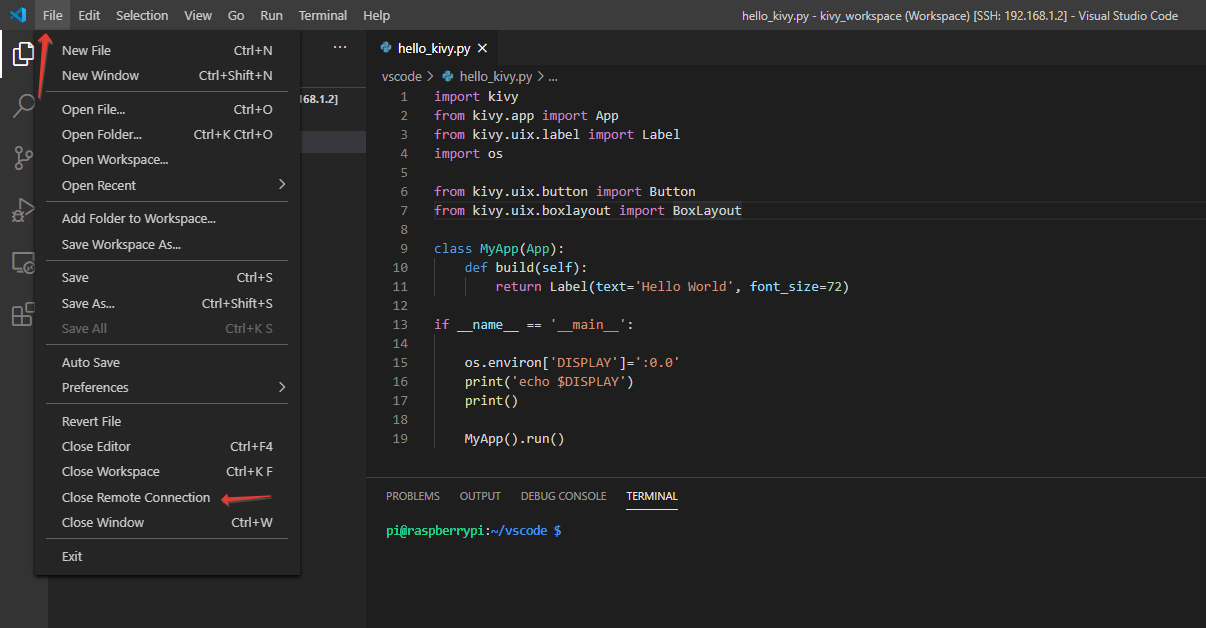 File Edit Selection View Go Run Terminal Help
hello_kivy.py - kivy_workspace (Workspace) [SSH: 192.168.1.2] - Visual Studio Code
New File Ctrl+N
New Window Ctrl+Shift+N
Open File... Ctrl+O
Open Folder... Ctrl+K Ctrl+O
Open Workspace...
Open Recent
Add Folder to Workspace...
Save Workspace As...
Save Ctrl+S
Save As... Ctrl+Shift+S
Save All Ctrl+K S
Auto Save
Preferences
Revert File
Close Editor Ctrl+F4
Close Workspace Ctrl+K F
Close Remote Connection
Close Window Ctrl+W
Exit
...
168.1.2]
hello_kivy.py
vscode > hello_kivy.py > ...
1 import kivy
2 from kivy.app import App
3 from kivy.uix.label import Label
4 import os
5
6 from kivy.uix.button import Button
7 from kivy.uix.boxlayout import BoxLayout
8
9 class MyApp(App):
10 def build(self):
11 return Label(text='Hello World', font_size=72)
12
13 if __name__ == '__main__':
14
15 os.environ['DISPLAY']=':0.0'
16 print('echo $DISPLAY')
17 print()
18
19 MyApp().run()
PROBLEMS OUTPUT DEBUG CONSOLE TERMINAL
pi@raspberrypi:~/vscode $